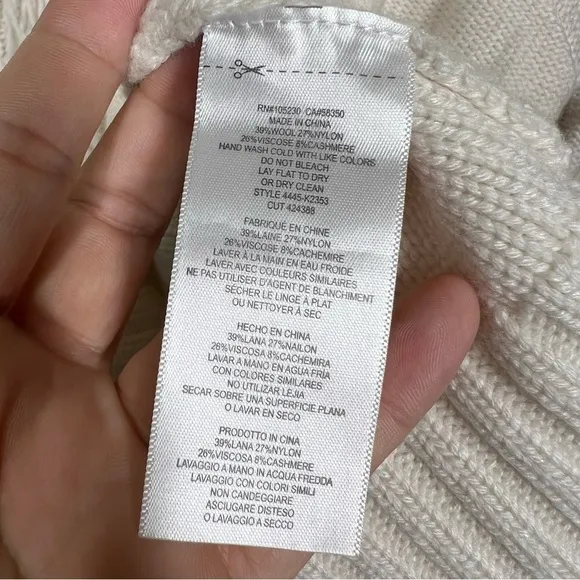 RN#105230 CA#58350
MADE IN CHINA
39%WOOL 27%NYLON
26%VISCOSE 8%CASHMERE
HAND WASH COLD WITH LIKE COLORS
DO NOT BLEACH
LAY FLAT TO DRY
OR DRY CLEAN
STYLE 4445-K2353
CUT 424388
FABRIQUÉ EN CHINE
39%LAINE 27%NYLON
26%VISCOSE 8%CACHEMIRE
LAVER À LA MAIN EN EAU FROIDE
LAVER AVEC COULEURS SIMILAIRES
NE PAS UTILISER D'AGENT DE BLANCHIMENT
SÉCHER LE LINGE À PLAT
OU NETTOYER À SEC
HECHO EN CHINA
39%LANA 27%NAILON
26%VISCOSA 8%CACHEMIRA
LAVAR A MANO EN AGUA FRÍA
CON COLORES SIMILARES
NO UTILIZAR LEJIA
SECAR SOBRE UNA SUPERFICIE PLANA
O LAVAR EN SECO
PRODOTTO IN CINA
39%LANA 27%NYLON
26%VISCOSE 8%CASHMERE
LAVAGGIO A MANO IN ACQUA FREDDA
LAVAGGIO CON COLORI SIMILI
NON CANDEGGIARE
ASCIUGARE DISTESO
O LAVAGGIO A SECCO